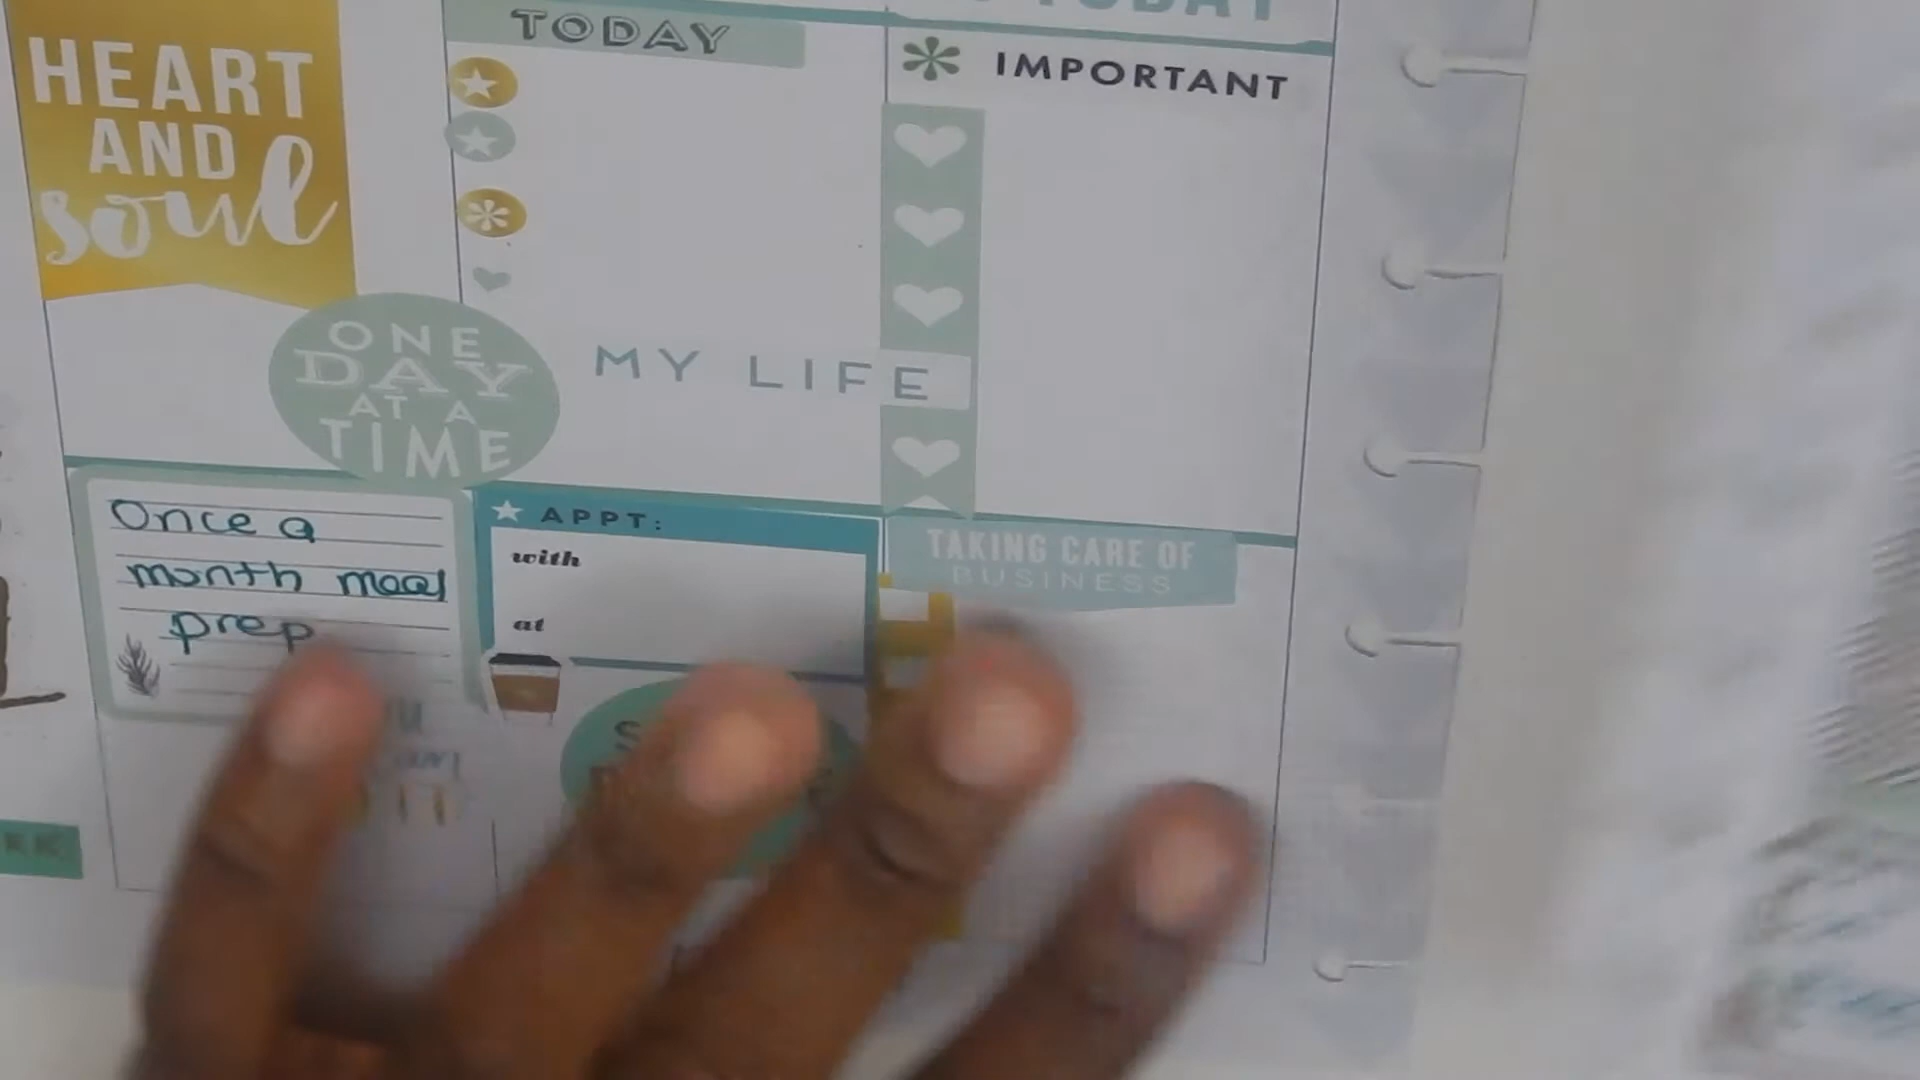 TODAY
TODAY
IMPORTANT
HEART
AND
soul
ONE
DAY
AT A
TIME
MY LIFE
Once a
month meal
prep
APPT:
with
at
TAKING CARE OF
BUSINESS